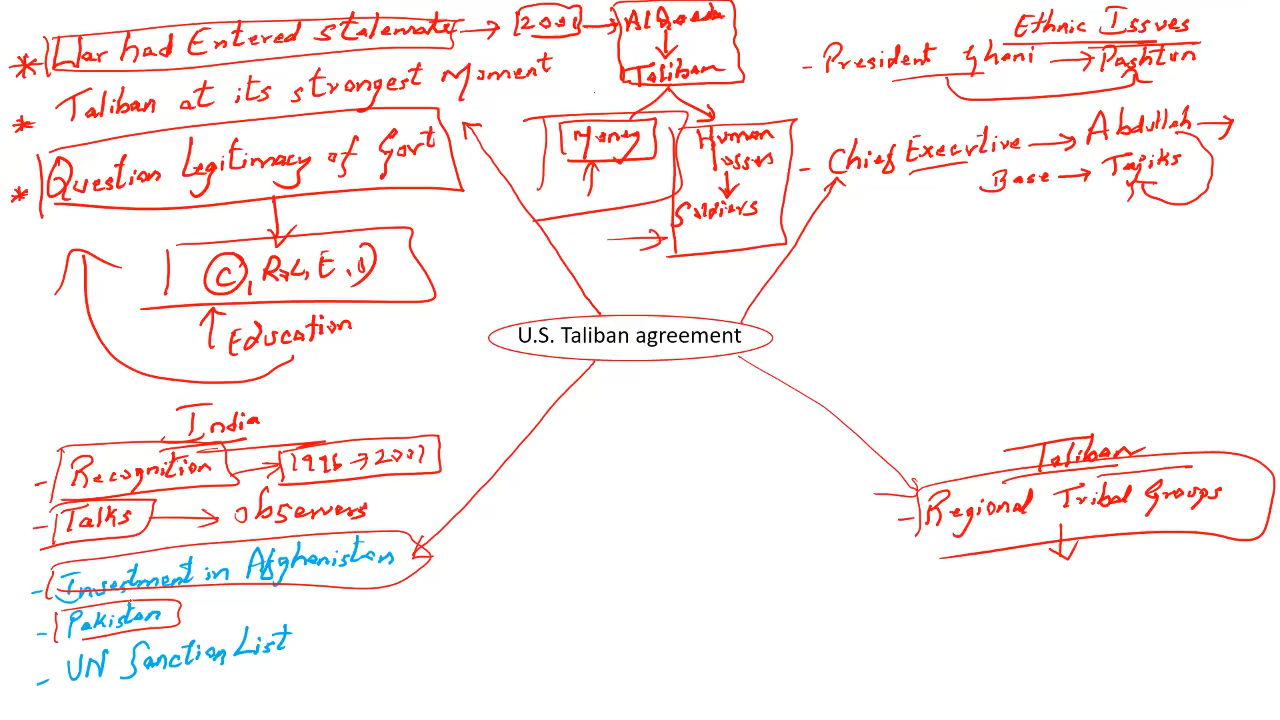 * War had Entered stalemate → 2001 → Al Qaeda
Taliban
* Taliban at its strongest Moment
* Question Legitimacy of Govt
C, R, L, E, D
Education
Money
Human
Losses
Soldiers
Ethnic Issves
- President Ghani → Pashtun
- Chief Execvtive → Abdullah →
Base → Tajiks
U.S. Taliban agreement
India
- Recognition → 1996 → 2001
- Talks → observers
- Investment in Afghanistan
- Pakistan
- UN Sanction List
Taliban
- Regional Tribal Groups